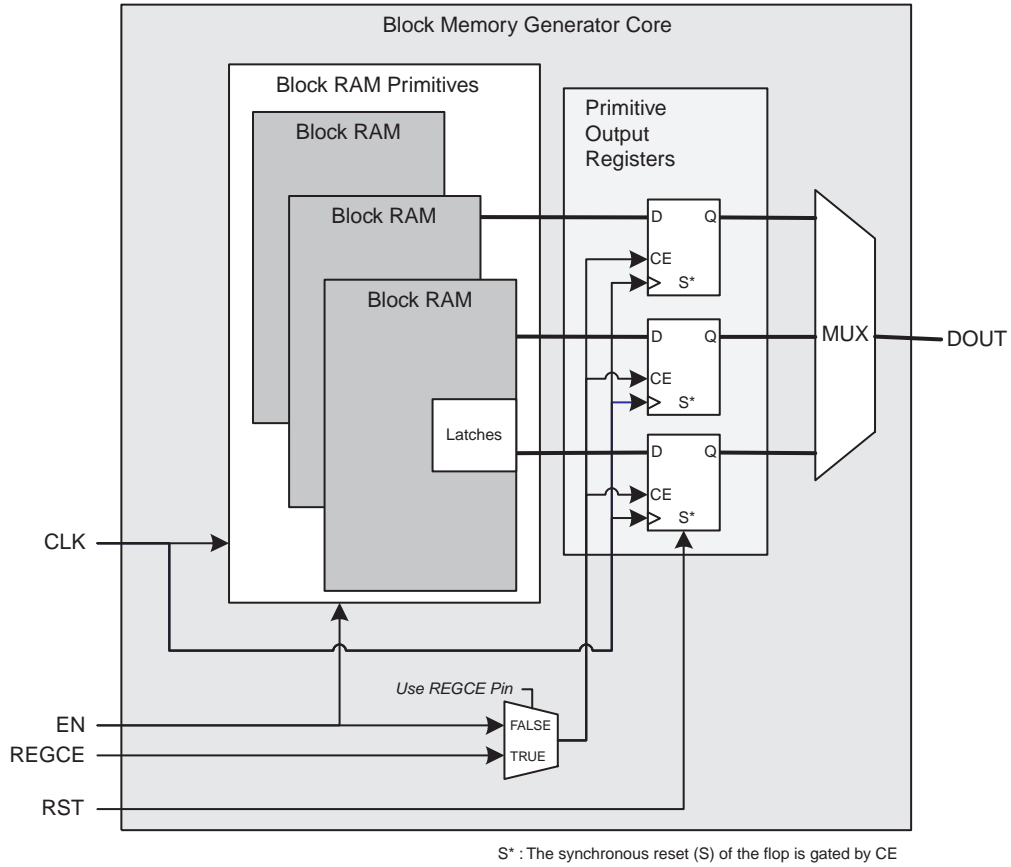 Block Memory Generator Core
Block RAM Primitives
Block RAM
Block RAM
Block RAM
Latches
Primitive
Output
Registers
D Q
CE
S*
D Q
CE
S*
D Q
CE
S*
MUX
DOUT
CLK
EN
REGCE
RST
Use REGCE Pin
FALSE
TRUE
S* : The synchronous reset (S) of the flop is gated by CE